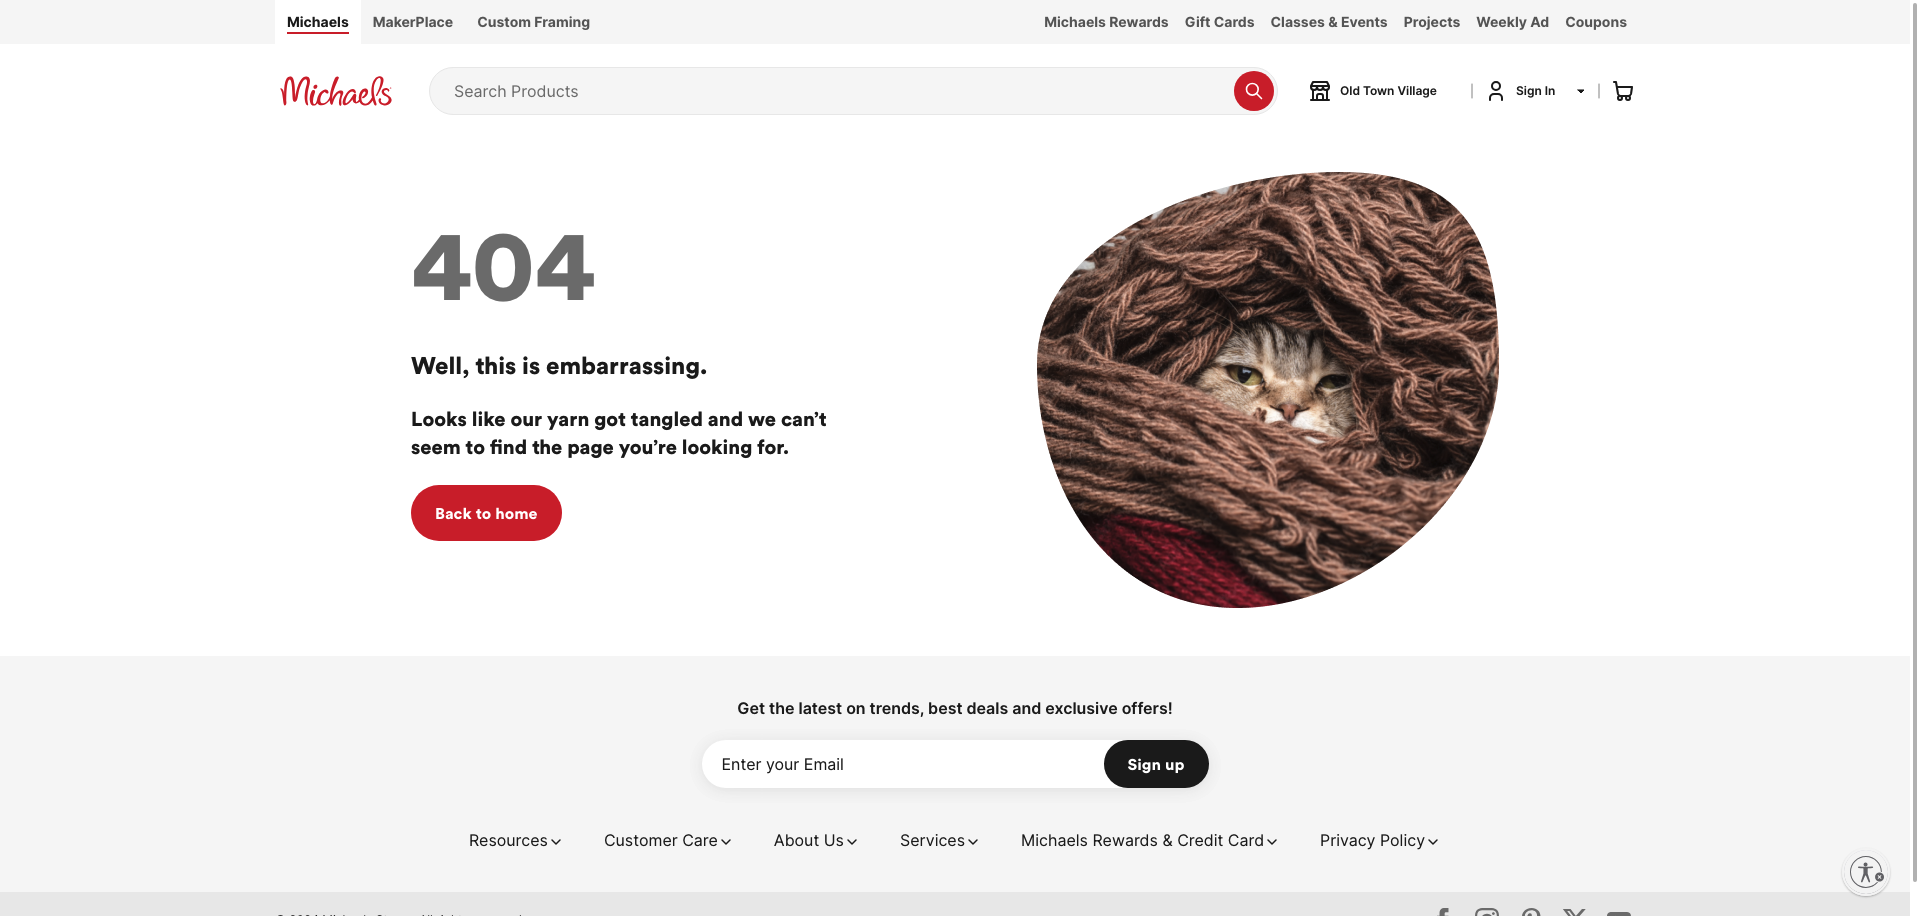 Michaels MakerPlace Custom Framing Michaels Rewards Gift Cards Classes & Events Projects Weekly Ad Coupons
Michaels Search Products Old Town Village Sign In
404
Well, this is embarrassing.
Looks like our yarn got tangled and we can’t
seem to find the page you’re looking for.
Back to home
Get the latest on trends, best deals and exclusive offers!
Enter your Email Sign up
Resources Customer Care About Us Services Michaels Rewards & Credit Card Privacy Policy